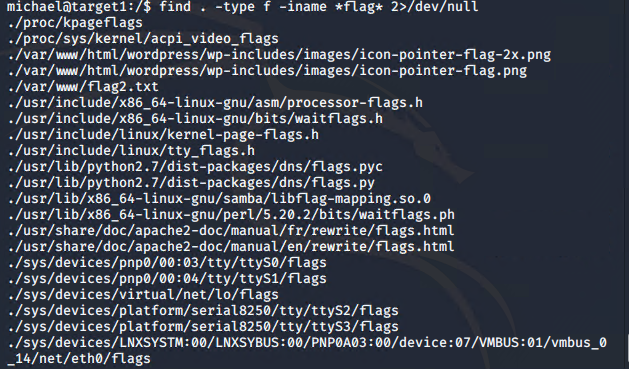 michael@target1:/$ find . -type f -iname *flag* 2>/dev/null
./proc/kpageflags
./proc/sys/kernel/acpi_video_flags
./var/www/html/wordpress/wp-includes/images/icon-pointer-flag-2x.png
./var/www/html/wordpress/wp-includes/images/icon-pointer-flag.png
./var/www/flag2.txt
./usr/include/x86_64-linux-gnu/asm/processor-flags.h
./usr/include/x86_64-linux-gnu/bits/waitflags.h
./usr/include/linux/kernel-page-flags.h
./usr/include/linux/tty_flags.h
./usr/lib/python2.7/dist-packages/dns/flags.pyc
./usr/lib/python2.7/dist-packages/dns/flags.py
./usr/lib/x86_64-linux-gnu/samba/libflag-mapping.so.0
./usr/lib/x86_64-linux-gnu/perl/5.20.2/bits/waitflags.ph
./usr/share/doc/apache2-doc/manual/fr/rewrite/flags.html
./usr/share/doc/apache2-doc/manual/en/rewrite/flags.html
./sys/devices/pnp0/00:03/tty/ttyS0/flags
./sys/devices/pnp0/00:04/tty/ttyS1/flags
./sys/devices/virtual/net/lo/flags
./sys/devices/platform/serial8250/tty/ttyS2/flags
./sys/devices/platform/serial8250/tty/ttyS3/flags
./sys/devices/LNXSYSTM:00/LNXSYBUS:00/PNP0A03:00/device:07/VMBUS:01/vmbus_0
_14/net/eth0/flags